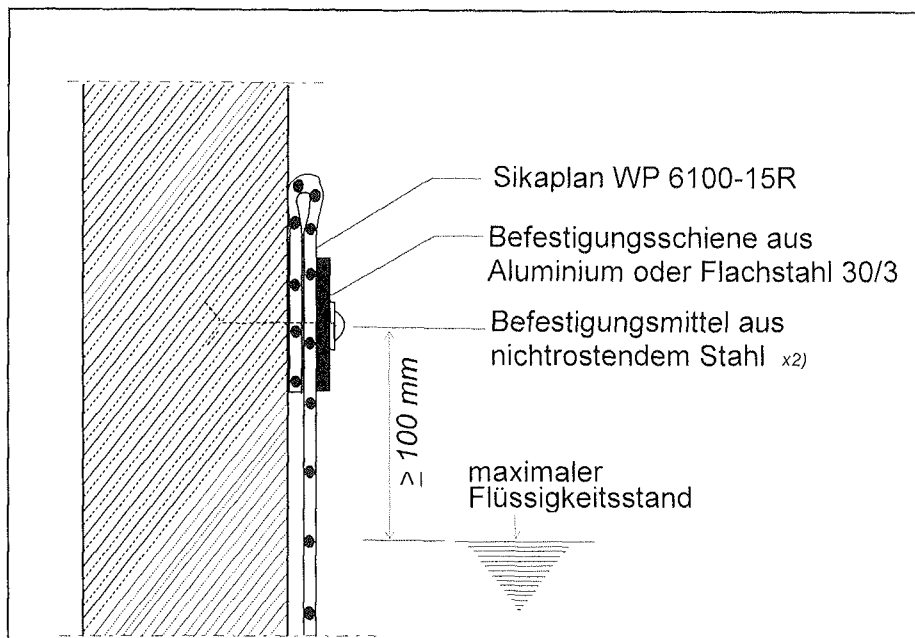 Sikaplan WP 6100-15R
Befestigungsschiene aus
Aluminium oder Flachstahl 30/3
Befestigungsmittel aus
nichtrostendem Stahl x2)
≥ 100 mm
maximaler
Flüssigkeitsstand